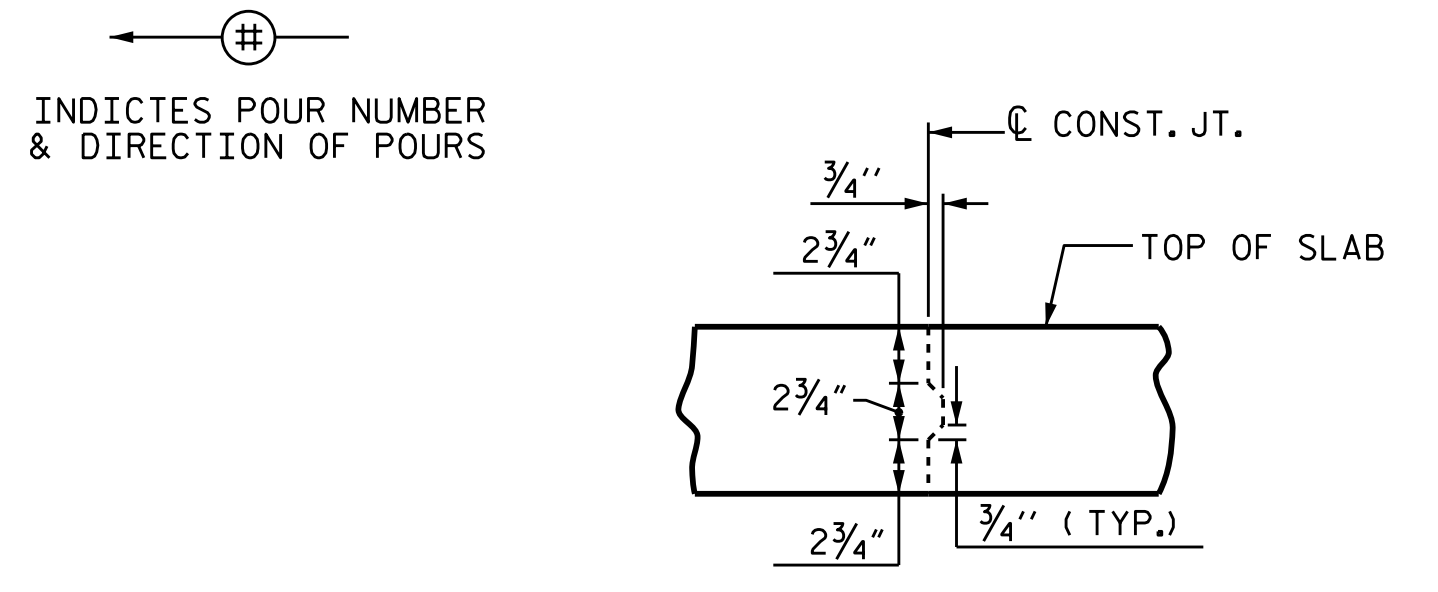 #
INDICTES POUR NUMBER
& DIRECTION OF POURS
℄ CONST. JT.
3/4"
2 3/4"
TOP OF SLAB
2 3/4"
3/4" (TYP.)
2 3/4"